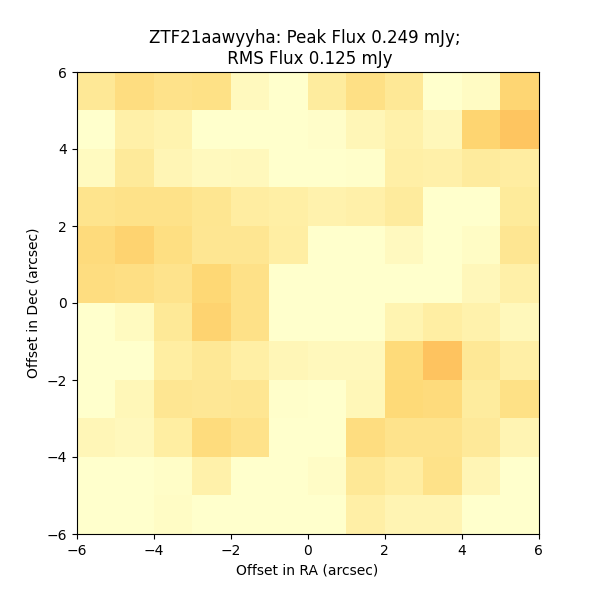 ZTF21aawyyha: Peak Flux 0.249 mJy;
RMS Flux 0.125 mJy
6
4
2
0
−2
−4
−6
Offset in Dec (arcsec)
−6 −4 −2 0 2 4 6
Offset in RA (arcsec)